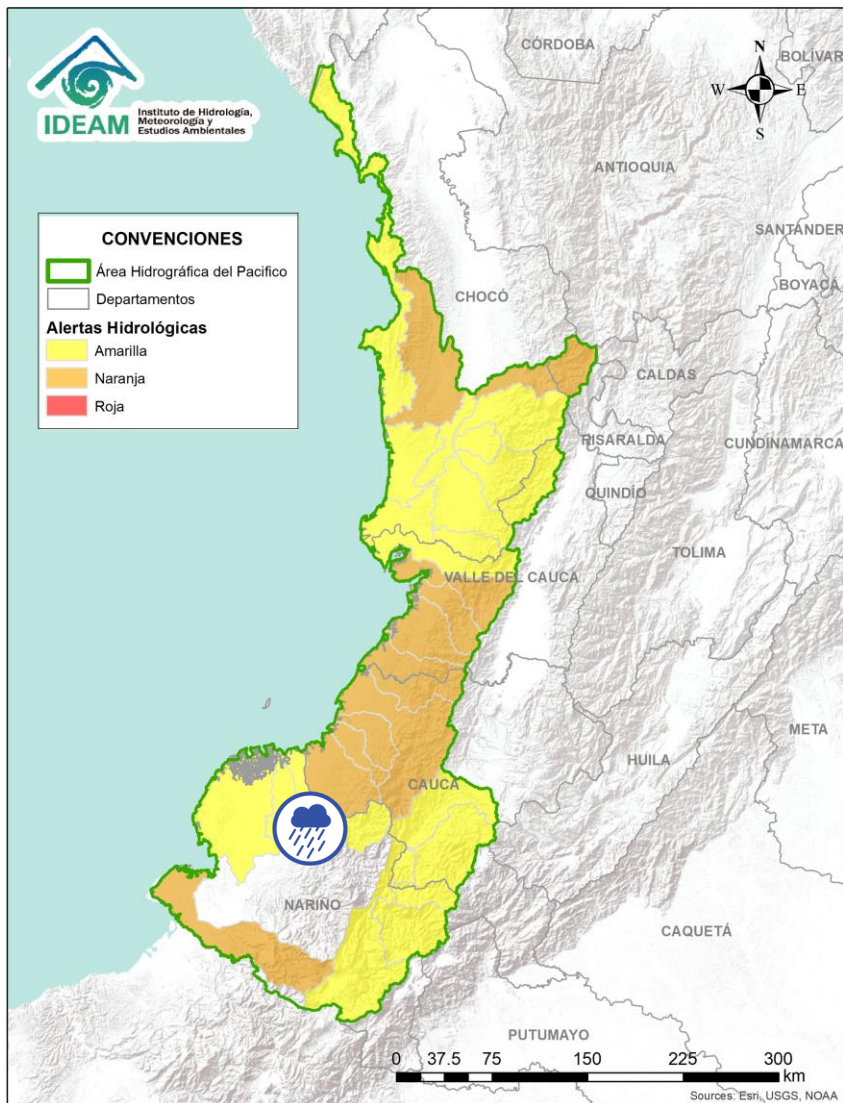 IDEAM
Instituto de Hidrología,
Meteorología y
Estudios Ambientales
N
W
E
S
CÓRDOBA
BOLÍVAR
ANTIOQUIA
SANTANDER
BOYACÁ
CONVENCIONES
Área Hidrográfica del Pacifico
Departamentos
Alertas Hidrológicas
Amarilla
Naranja
Roja
CHOCÓ
CALDAS
RISARALDA
CUNDINAMARCA
QUINDÍO
TOLIMA
VALLE DEL CAUCA
META
HUILA
CAUCA
NARIÑO
CAQUETÁ
PUTUMAYO
0 37.5 75 150 225 300
km
Sources: Esri, USGS, NOAA